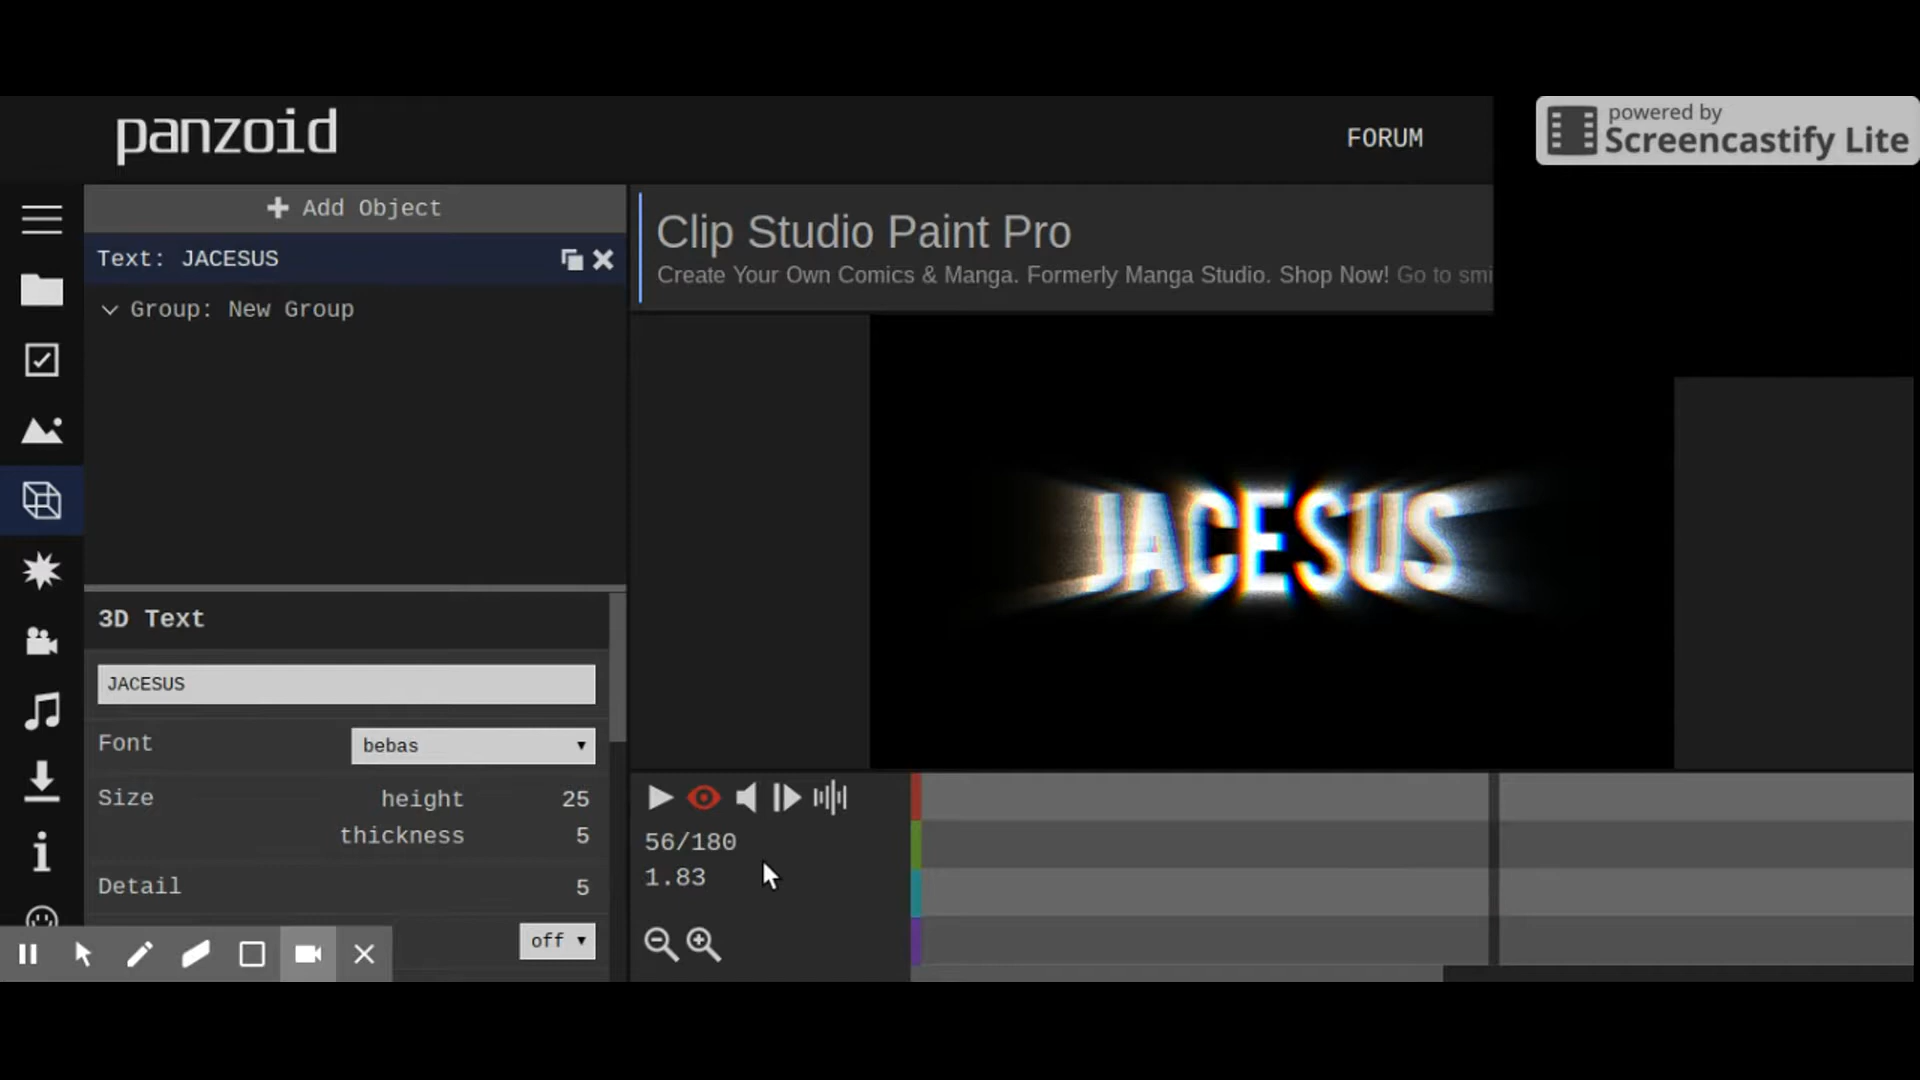 panzoid
FORUM
powered by
Screencastify Lite
Add Object
Text: JACESUS
Group: New Group
Clip Studio Paint Pro
Create Your Own Comics & Manga. Formerly Manga Studio. Shop Now! Go to smi
JACESUS
3D Text
JACESUS
Font bebas
Size height 25
thickness 5
Detail 5
off
56/180
1.83